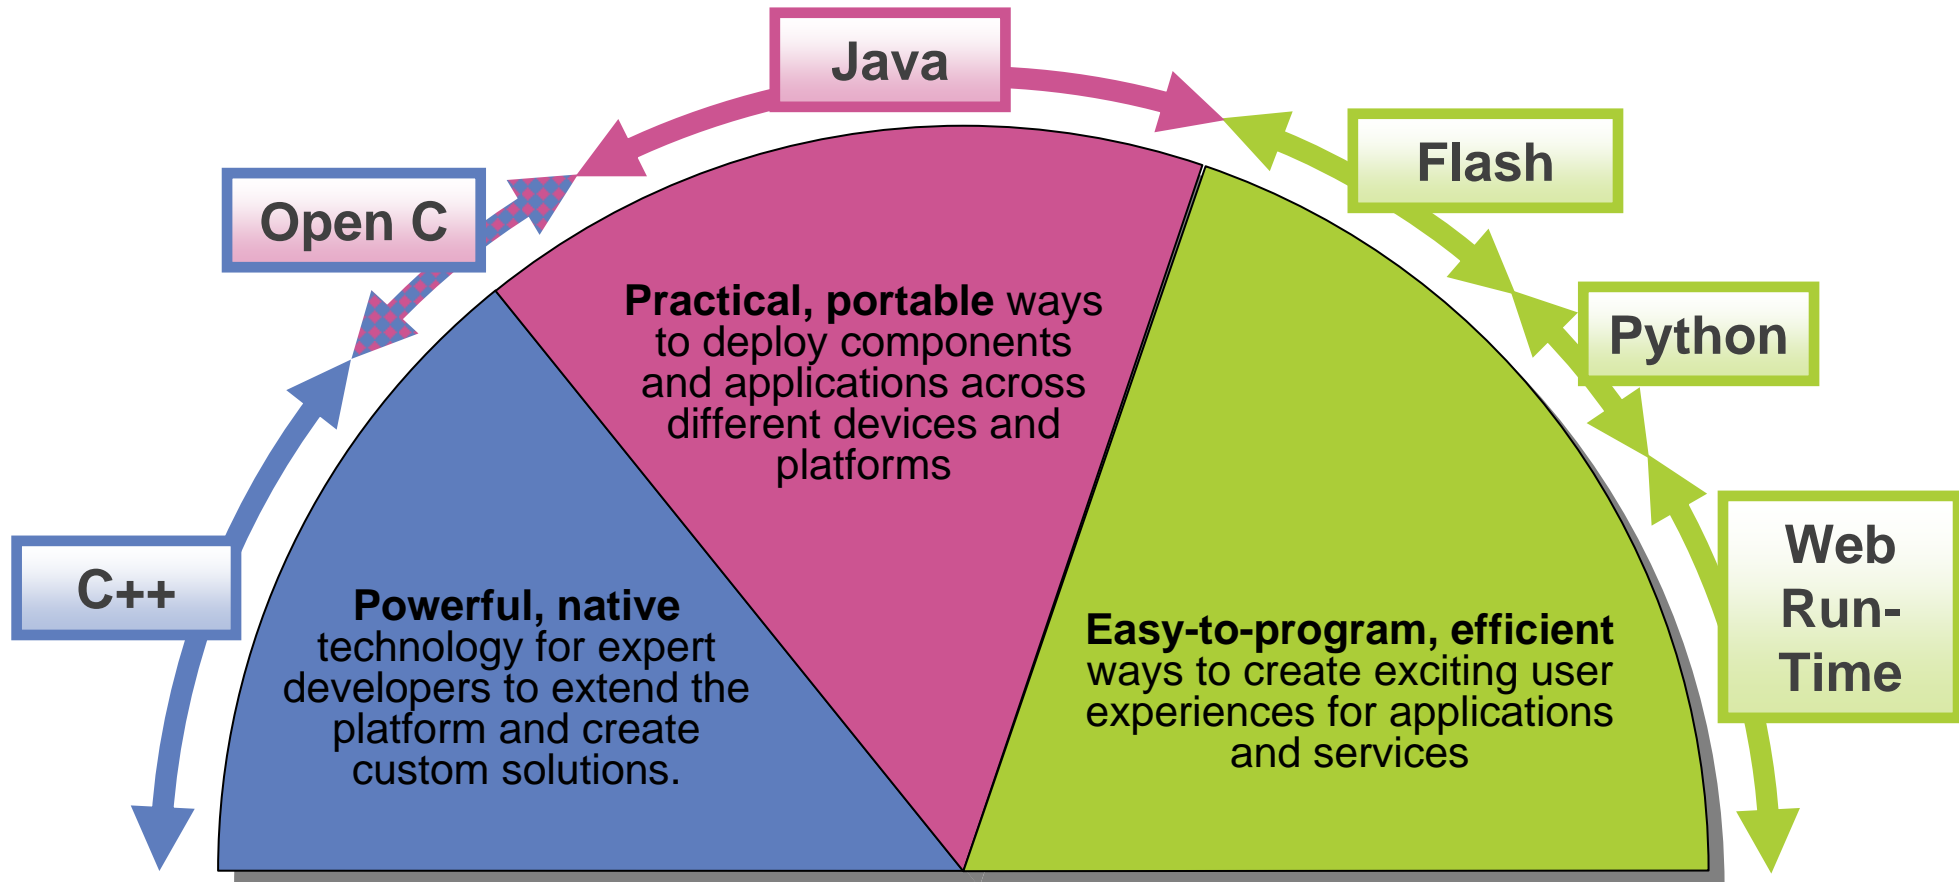 Java
Flash
Open C
Python
C++
Web
Run-
Time
Practical, portable ways
to deploy components
and applications across
different devices and
platforms
Powerful, native
technology for expert
developers to extend the
platform and create
custom solutions.
Easy-to-program, efficient
ways to create exciting user
experiences for applications
and services